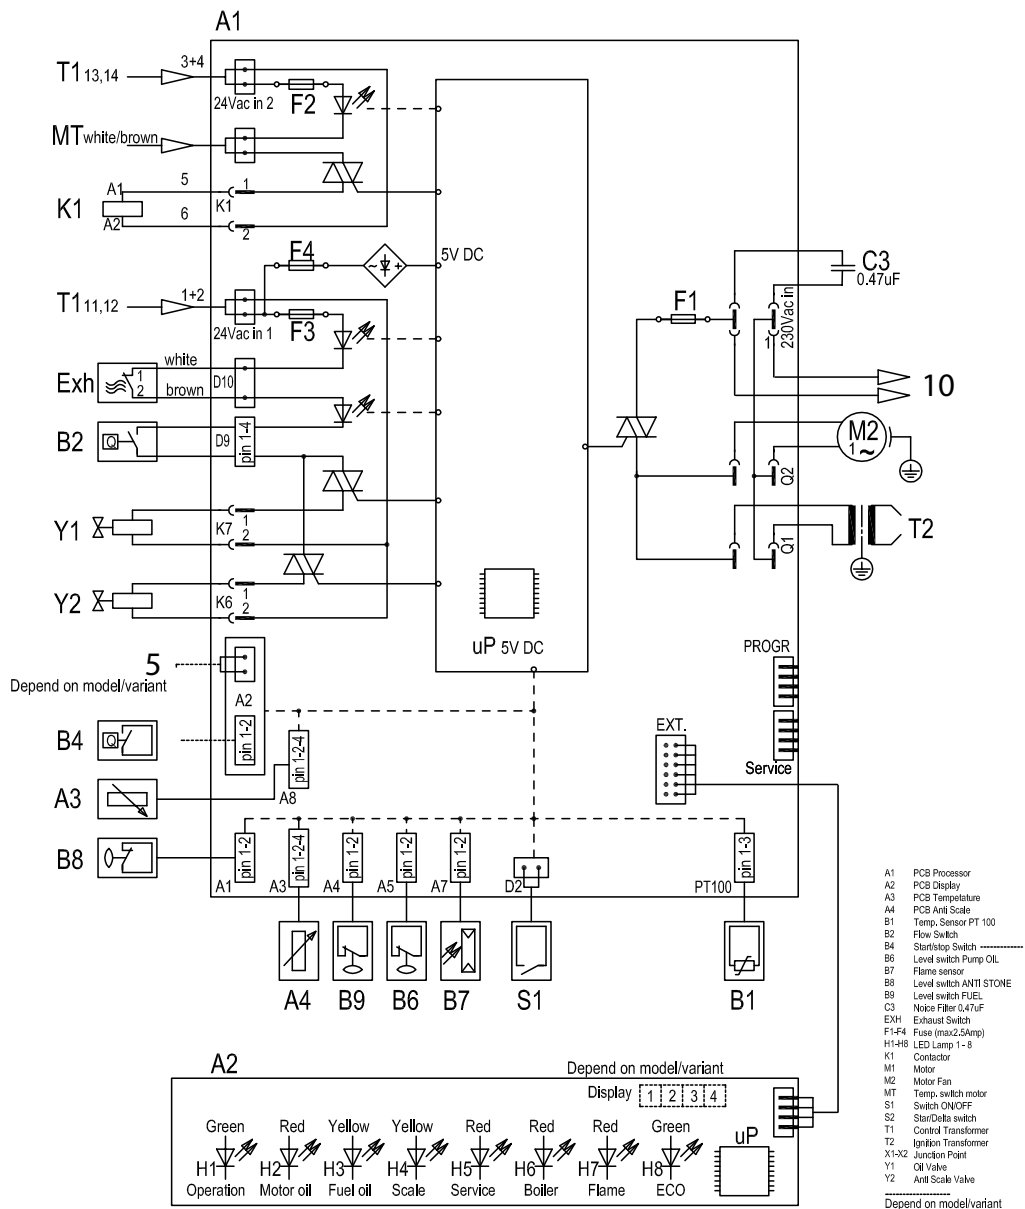 A1
T1 13,14
3+4
24Vac in 2
F2
MT white/brown
K1
A1
A2
5
6
1
K1
2
F4
5V DC
T1 11,12
1+2
24Vac in 1
F3
Exh
1
2
white
brown
D10
B2
Q
D9
pin 1-4
Y1
K7
1
2
Y2
K6
1
2
uP 5V DC
F1
1
230Vac in
C3
0.47uF
10
M2
1~
Q2
Q1
T2
5
Depend on model/variant
A2
pin 1-2
B4
Q
A3
pin 1-2-4
A8
B8
PROGR
Service
EXT.
pin 1-2
A1
pin 1-2-4
A3
pin 1-2
A4
pin 1-2
A5
pin 1-2
A7
D2
pin 1-3
PT100
A4
B9
B6
B7
S1
B1
A1 PCB Processor
A2 PCB Display
A3 PCB Tempetature
A4 PCB Anti Scale
B1 Temp. Sensor PT 100
B2 Flow Switch
B4 Start/stop Switch -------------
B6 Level switch Pump OIL
B7 Flame sensor
B8 Level switch ANTI STONE
B9 Level switch FUEL
C3 Noice Filter 0,47uF
EXH Exhaust Switch
F1-F4 Fuse (max2.5Amp)
H1-H8 LED Lamp 1 - 8
K1 Contactor
M1 Motor
M2 Motor Fan
MT Temp. switch motor
S1 Switch ON/OFF
S2 Star/Delta switch
T1 Control Transformer
T2 Ignition Transformer
X1-X2 Junction Point
Y1 Oil Valve
Y2 Anti Scale Valve
--------------------
Depend on model/variant
A2
Depend on model/variant
Display 1 2 3 4
Green
H1
Operation
Red
H2
Motor oil
Yellow
H3
Fuel oil
Yellow
H4
Scale
Red
H5
Service
Red
H6
Boiler
Red
H7
Flame
Green
H8
ECO
uP